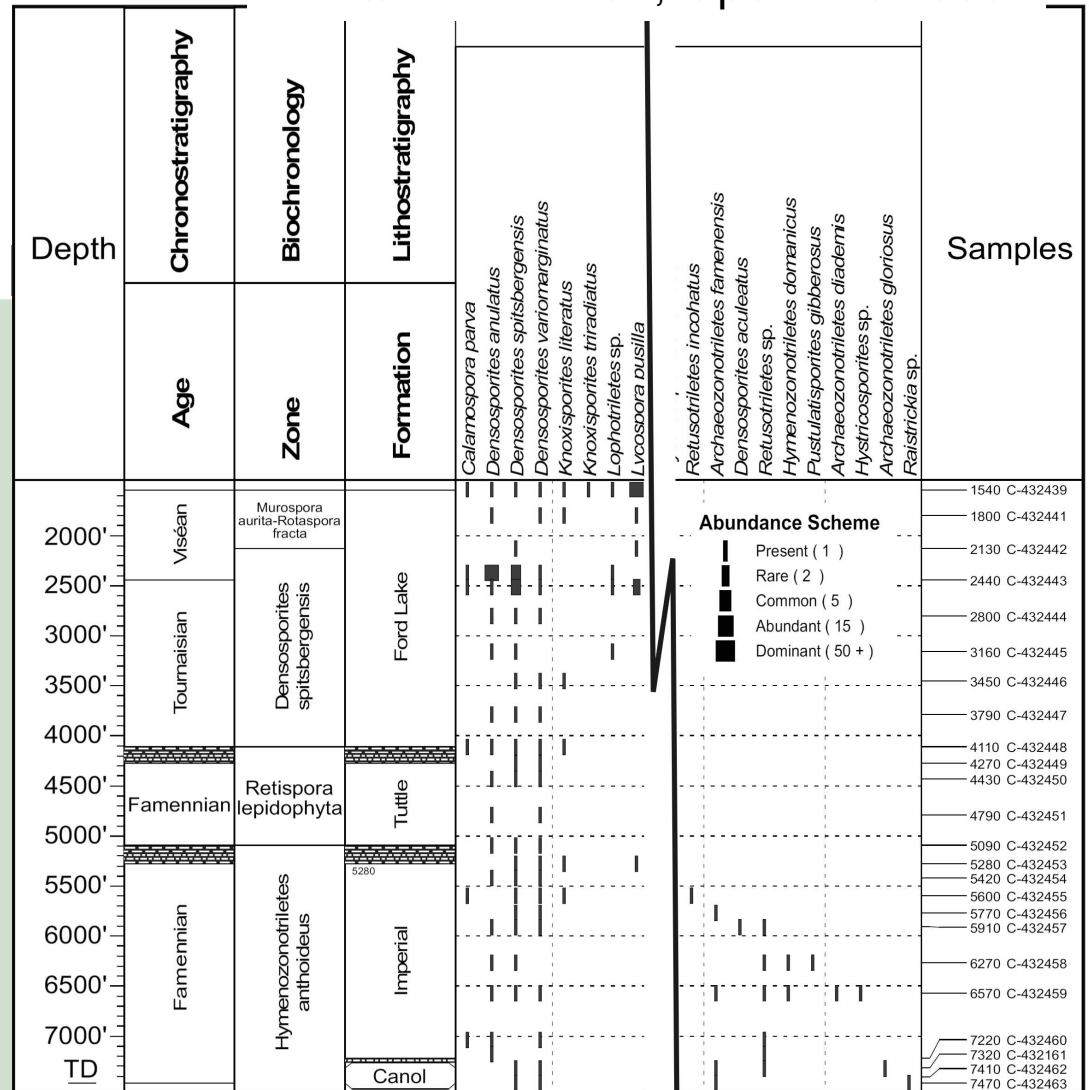 Depth
Chronostratigraphy
Biochronology
Lithostratigraphy
Age
Zone
Formation
Calamospora parva
Densosporites anulatus
Densosporites spitsbergensis
Densosporites variomarginatus
Knoxisporites literatus
Knoxisporites triradiatus
Lophotriletes sp.
Lycospora pusilla
Retusotriletes incohatus
Archaeozonotriletes famenensis
Densosporites aculeatus
Retusotriletes sp.
Hymenozonotriletes domanicus
Pustulatisporites gibberosus
Archaeozonotriletes diademis
Hystricosporites sp.
Archaeozonotriletes gloriosus
Raistrickia sp.
Samples
2000'
2500'
3000'
3500'
4000'
4500'
5000'
5500'
6000'
6500'
7000'
TD
Viséan
Tournaisian
Famennian
Famennian
Murospora
aurita-Rotaspora
fracta
Densosporites
spitsbergensis
Retispora
lepidophyta
Hymenozonotriletes
anthoideus
Ford Lake
Tuttle
5280
Imperial
Canol
Abundance Scheme
Present ( 1 )
Rare ( 2 )
Common ( 5 )
Abundant ( 15 )
Dominant ( 50 + )
1540 C-432439
1800 C-432441
2130 C-432442
2440 C-432443
2800 C-432444
3160 C-432445
3450 C-432446
3790 C-432447
4110 C-432448
4270 C-432449
4430 C-432450
4790 C-432451
5090 C-432452
5280 C-432453
5420 C-432454
5600 C-432455
5770 C-432456
5910 C-432457
6270 C-432458
6570 C-432459
7220 C-432460
7320 C-432161
7410 C-432462
7470 C-432463